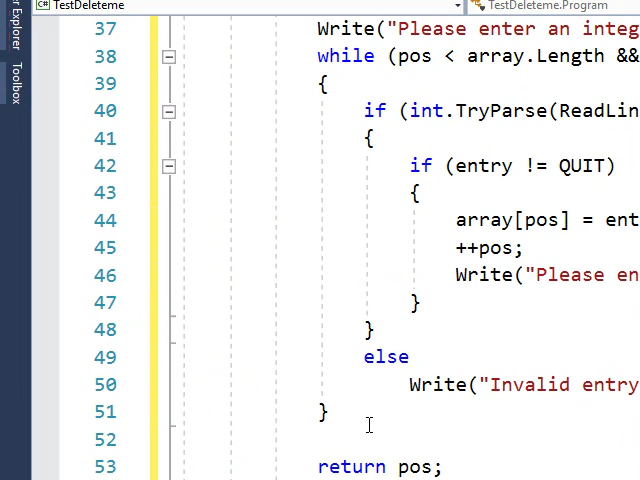 TestDeleteme
TestDeleteme.Program
Explorer
Toolbox
37 Write("Please enter an integ
38 while (pos < array.Length &&
39 {
40 if (int.TryParse(ReadLin
41 {
42 if (entry != QUIT)
43 {
44 array[pos] = ent
45 ++pos;
46 Write("Please en
47 }
48 }
49 else
50 Write("Invalid entry
51 }
52
53 return pos;